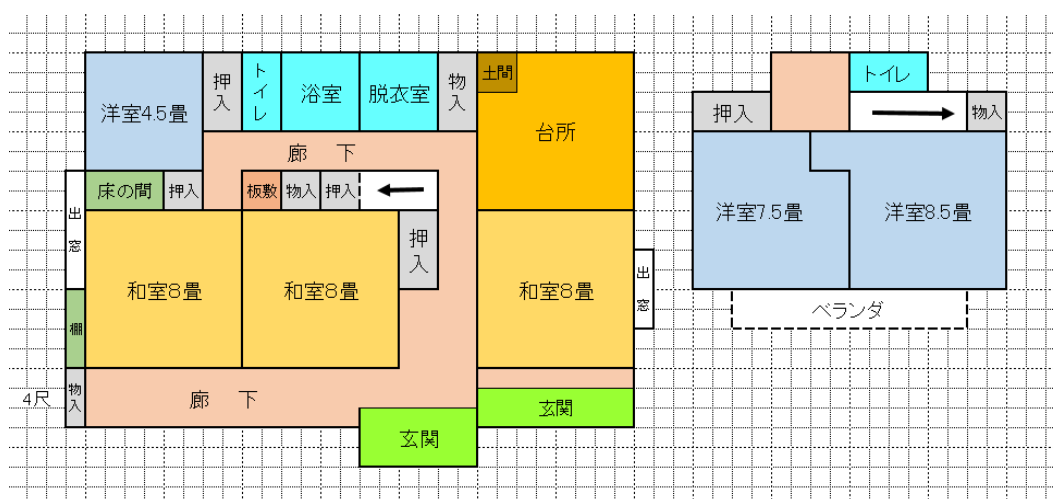 洋室4.5畳
押入
トイレ
浴室
脱衣室
物入
土間
台所
廊 下
床の間
押入
板敷
物入
押入
出窓
押入
和室8畳
和室8畳
和室8畳
出窓
棚
物入
4尺
廊 下
玄関
玄関
トイレ
押入
物入
洋室7.5畳
洋室8.5畳
ベランダ